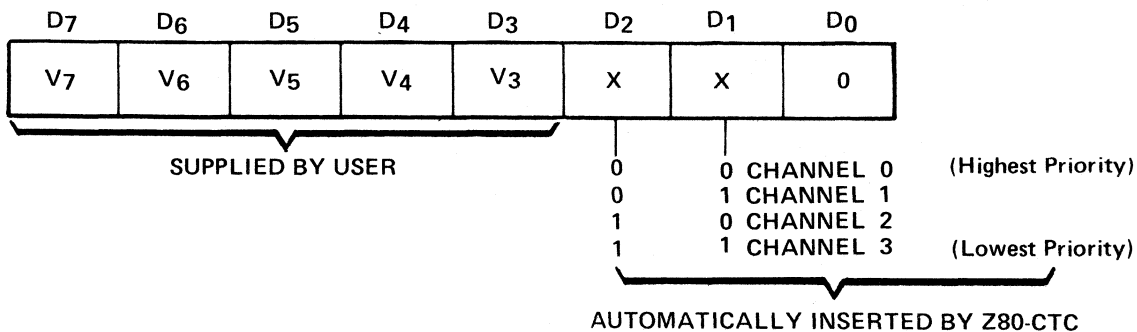 D7 D6 D5 D4 D3 D2 D1 D0
V7 V6 V5 V4 V3 X X 0
SUPPLIED BY USER
0 0 CHANNEL 0 (Highest Priority)
0 1 CHANNEL 1
1 0 CHANNEL 2
1 1 CHANNEL 3 (Lowest Priority)
AUTOMATICALLY INSERTED BY Z80-CTC